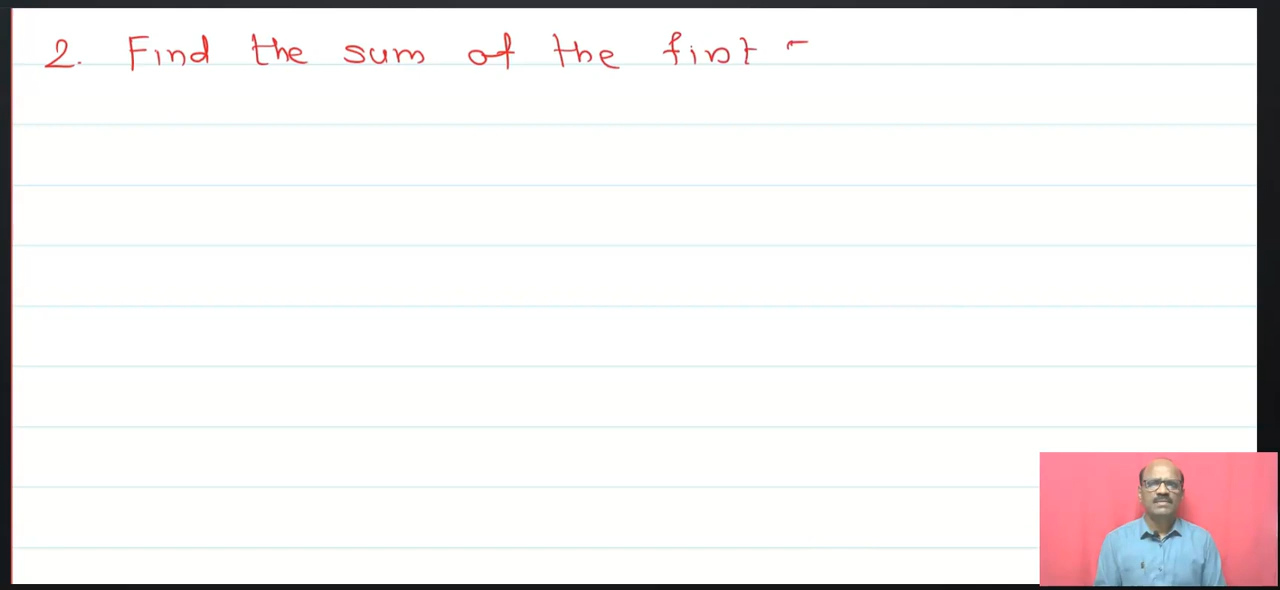 2. Find the sum of the first